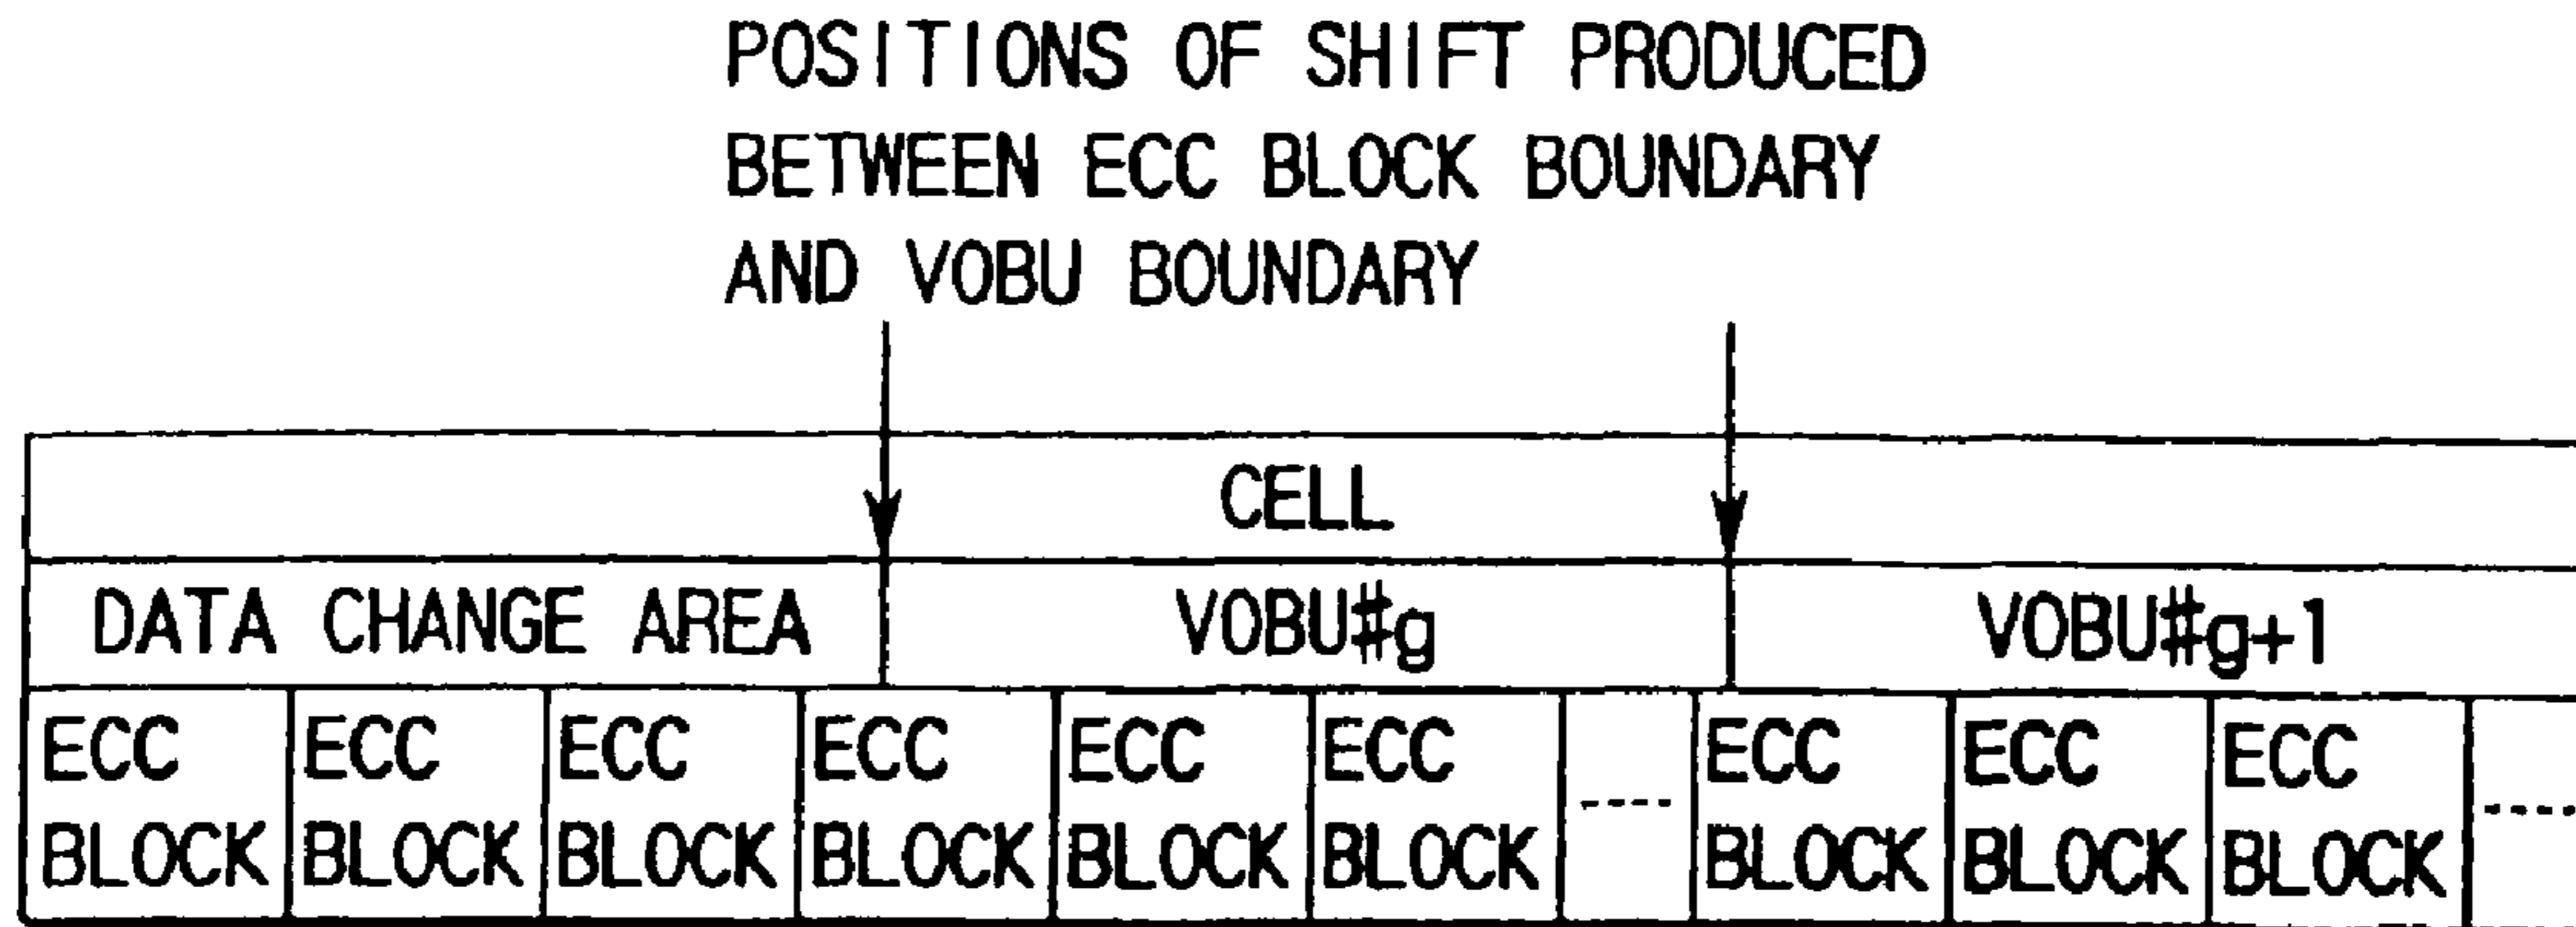 POSITIONS OF SHIFT PRODUCED
BETWEEN ECC BLOCK BOUNDARY
AND VOBU BOUNDARY
CELL
DATA CHANGE AREA VOBU#g VOBU#g+1
ECC ECC ECC ECC ECC ECC ECC ECC ECC
BLOCK BLOCK BLOCK BLOCK BLOCK BLOCK BLOCK BLOCK BLOCK